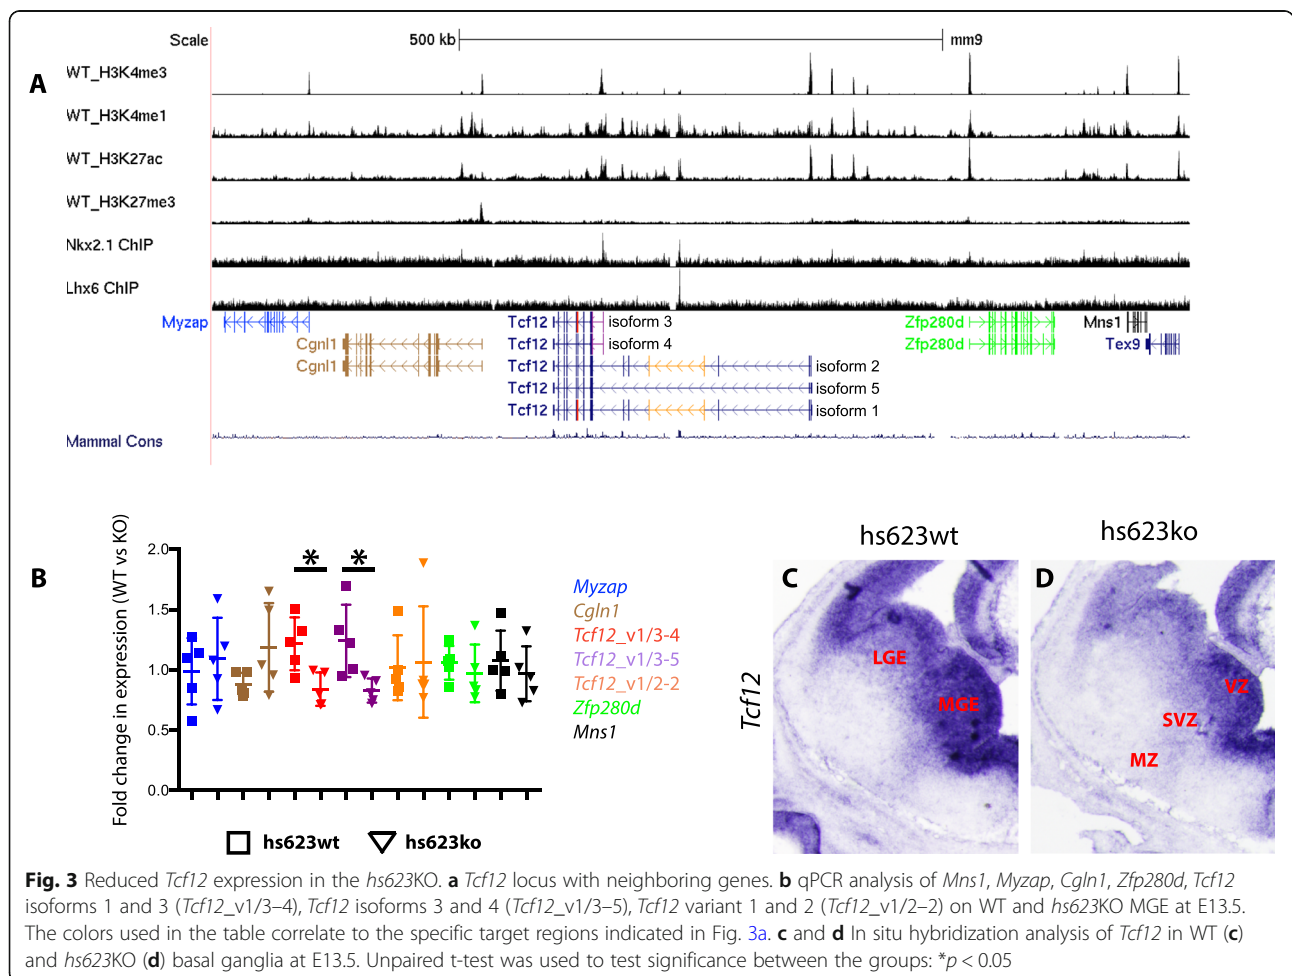 Scale 500 kb mm9
A
WT_H3K4me3
WT_H3K4me1
WT_H3K27ac
WT_H3K27me3
Nkx2.1 ChIP
Lhx6 ChIP
Myzap Tcf12 isoform 3 Zfp280d Mns1
Cgnl1 Tcf12 isoform 4 Zfp280d Tex9
Cgnl1 Tcf12 isoform 2
Tcf12 isoform 5
Tcf12 isoform 1
Mammal Cons
B
Fold change in expression (WT vs KO)
2.0
1.5
1.0
0.5
0.0
* *
Myzap
Cgln1
Tcf12_v1/3-4
Tcf12_v1/3-5
Tcf12_v1/2-2
Zfp280d
Mns1
hs623wt hs623ko
hs623wt hs623ko
C D
Tcf12
LGE
MGE
VZ
SVZ
MZ
Fig. 3 Reduced Tcf12 expression in the hs623KO. a Tcf12 locus with neighboring genes. b qPCR analysis of Mns1, Myzap, Cgln1, Zfp280d, Tcf12
isoforms 1 and 3 (Tcf12_v1/3–4), Tcf12 isoforms 3 and 4 (Tcf12_v1/3–5), Tcf12 variant 1 and 2 (Tcf12_v1/2–2) on WT and hs623KO MGE at E13.5.
The colors used in the table correlate to the specific target regions indicated in Fig. 3a. c and d In situ hybridization analysis of Tcf12 in WT (c)
and hs623KO (d) basal ganglia at E13.5. Unpaired t-test was used to test significance between the groups: *p < 0.05